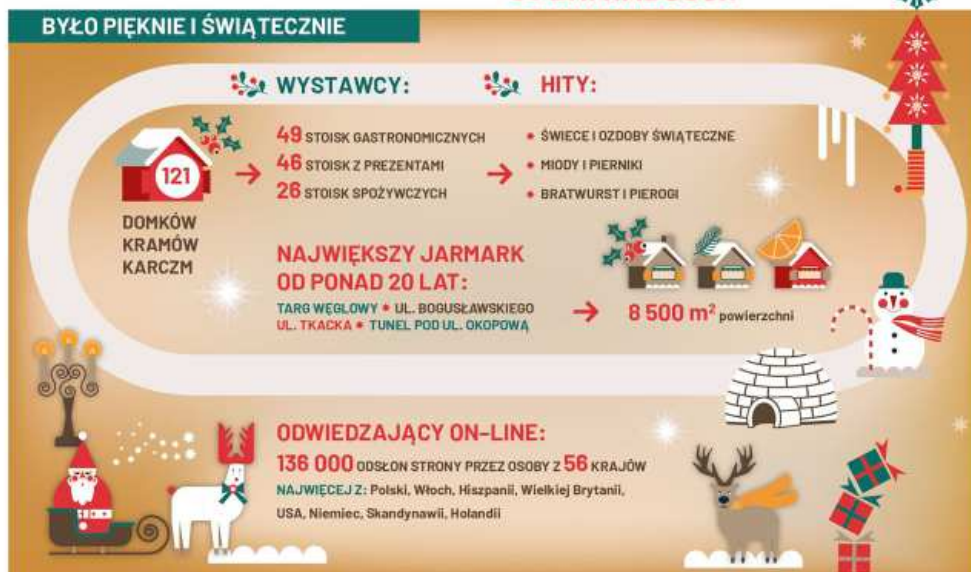 BYŁO PIĘKNIE I ŚWIĄTECZNIE
WYSTAWCY:
121
DOMKÓW
KRAMÓW
KARCZM
49 STOISK GASTRONOMICZNYCH
46 STOISK Z PREZENTAMI
26 STOISK SPOŻYWCZYCH
HITY:
• ŚWIECE I OZDOBY ŚWIĄTECZNE
• MIODY I PIERNIKI
• BRATWURST I PIEROGI
NAJWIĘKSZY JARMARK
OD PONAD 20 LAT:
TARG WĘGLOWY • UL. BOGUSŁAWSKIEGO
UL. TKACKA • TUNEL POD UL. OKOPOWĄ
8 500 m² powierzchni
ODWIEDZAJĄCY ON-LINE:
136 000 ODSŁON STRONY PRZEZ OSOBY Z 56 KRAJÓW
NAJWIĘCEJ Z: Polski, Włoch, Hiszpanii, Wielkiej Brytanii,
USA, Niemiec, Skandynawii, Holandii